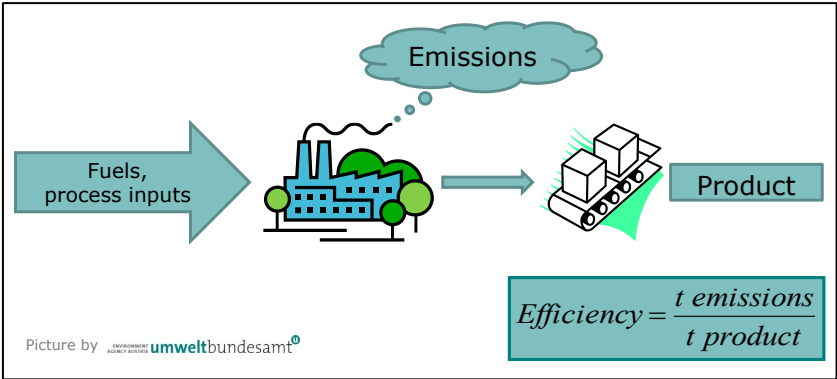 Emissions
Fuels,
process inputs
Product
Efficiency = t emissions / t product
Picture by ENVIRONMENT AGENCY AUSTRIA umweltbundesamt u